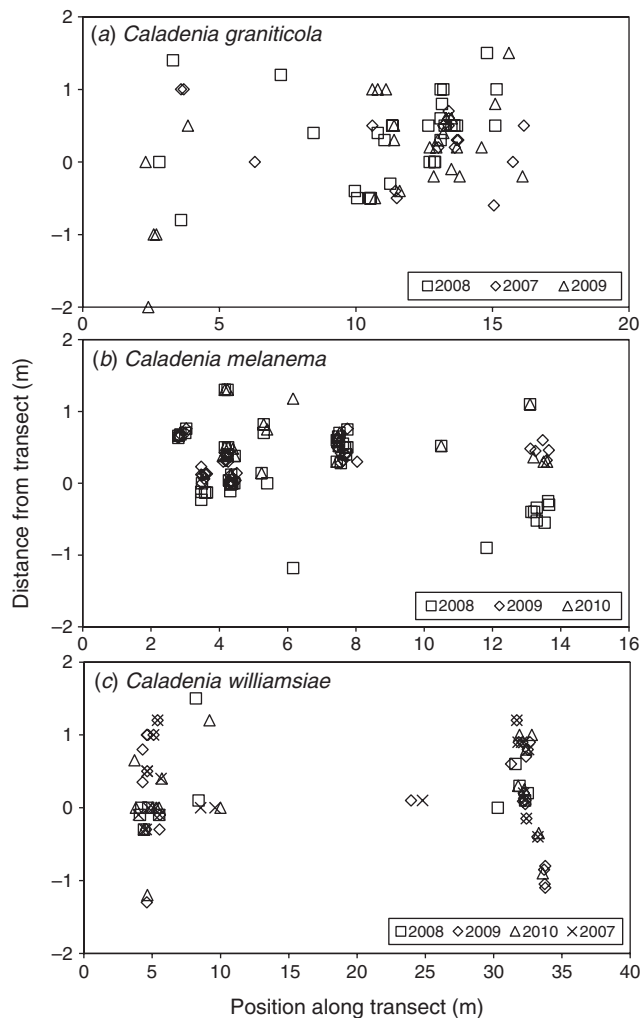 2
(a) Caladenia graniticola
1
0
−1
□ 2008 ◇ 2007 △ 2009
−2
0 5 10 15 20
2
(b) Caladenia melanema
1
0
−1
□ 2008 ◇ 2009 △ 2010
−2
0 2 4 6 8 10 12 14 16
Distance from transect (m)
2
(c) Caladenia williamsiae
1
0
−1
□ 2008 ◇ 2009 △ 2010 × 2007
−2
0 5 10 15 20 25 30 35 40
Position along transect (m)